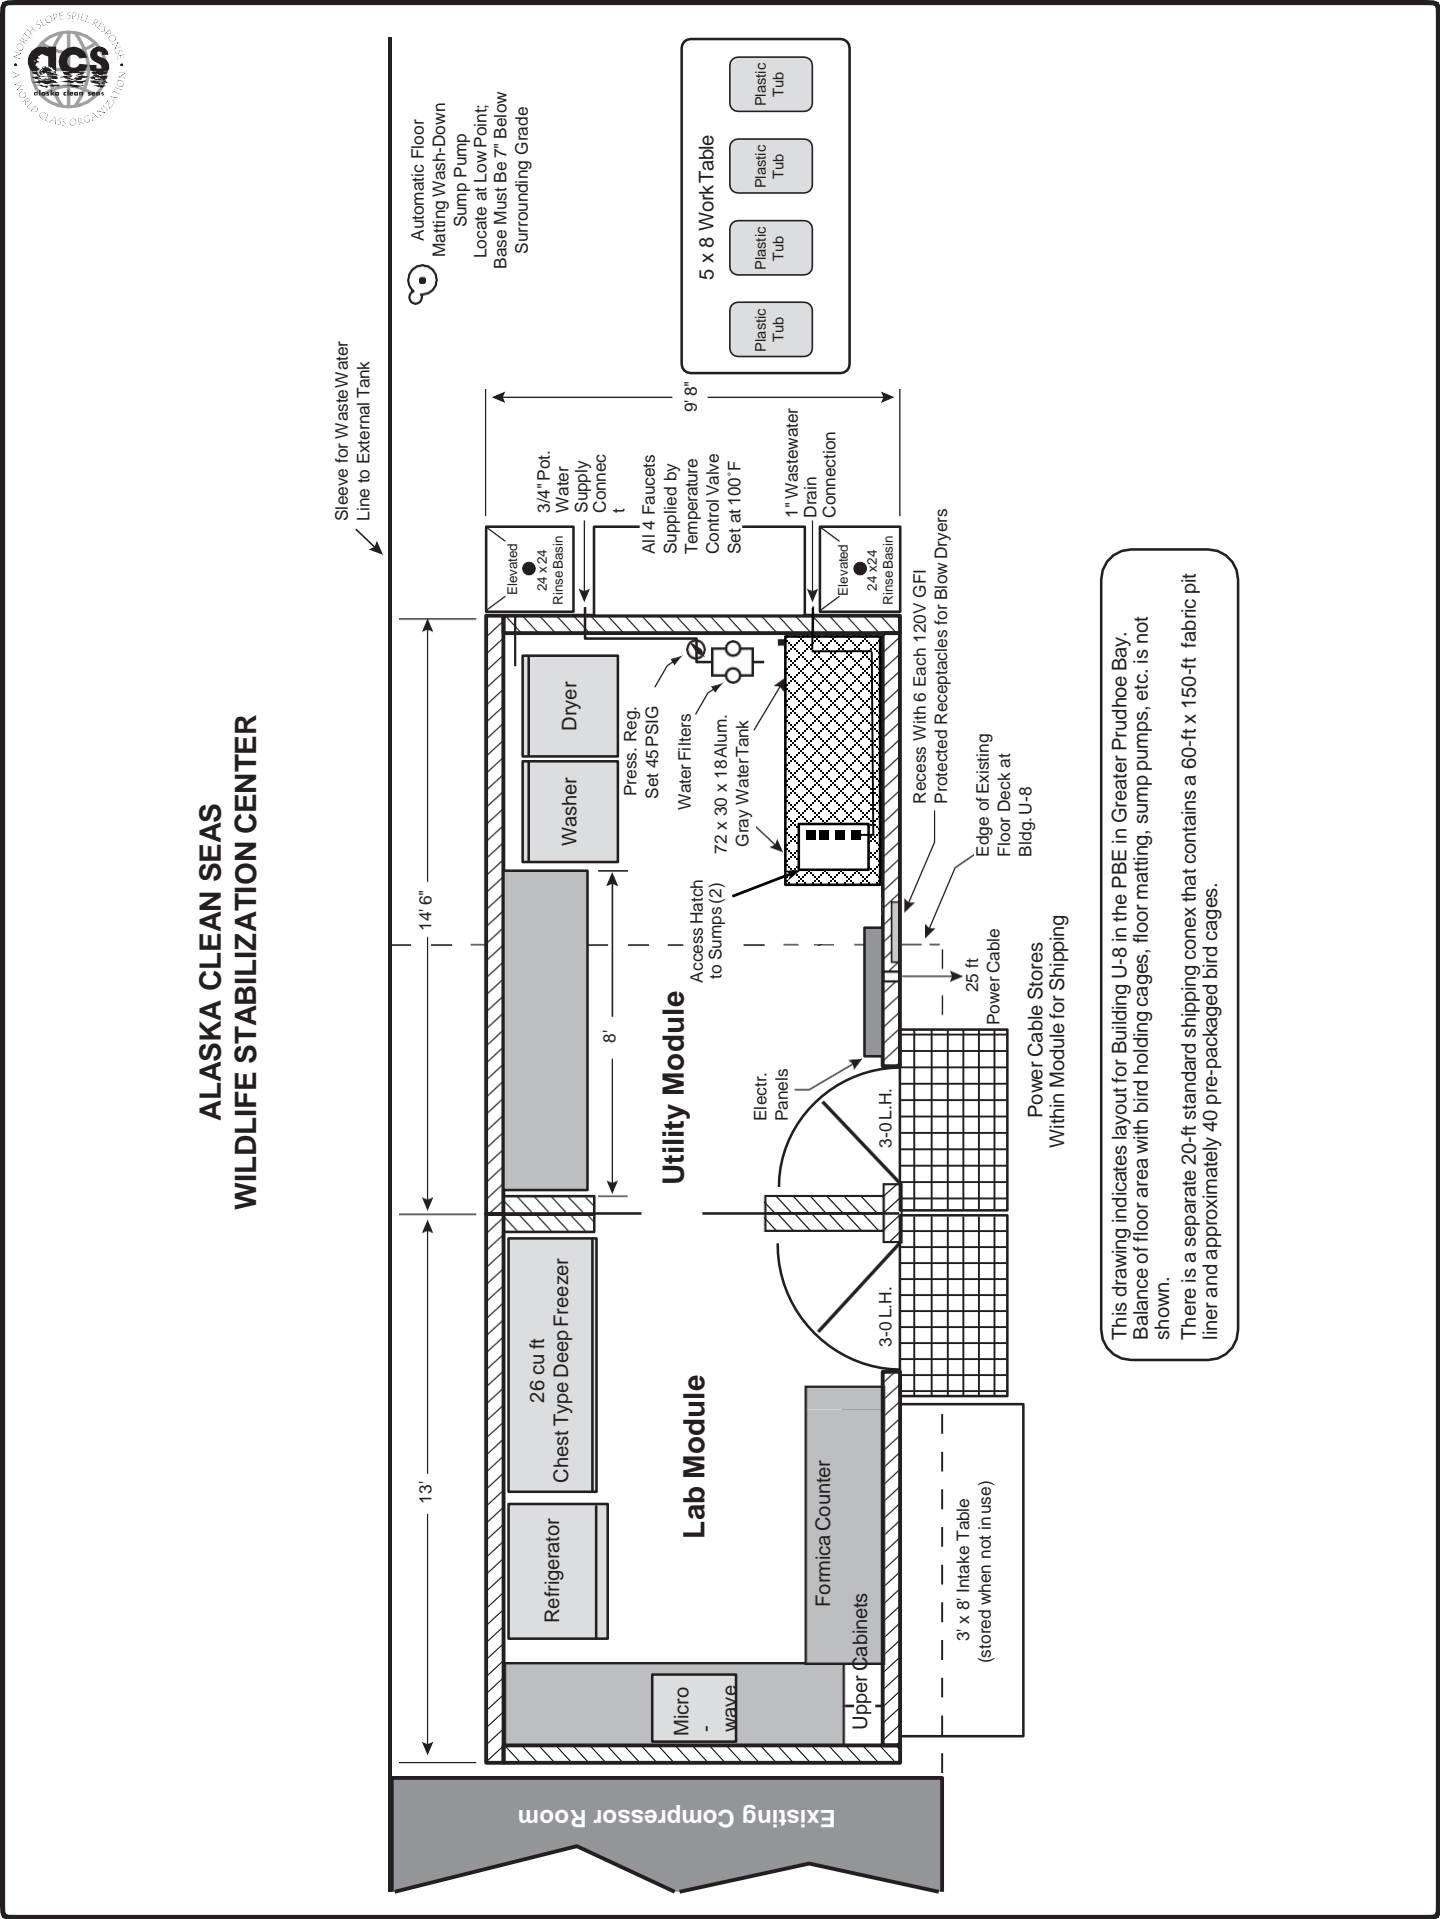 NORTH SLOPE SPILL RESPONSE
acs
alaska clean seas
A WORLD CLASS ORGANIZATION
ALASKA CLEAN SEAS
WILDLIFE STABILIZATION CENTER
Sleeve for Waste Water
Line to External Tank
Automatic Floor
Matting Wash-Down
Sump Pump
Locate at Low Point;
Base Must Be 7" Below
Surrounding Grade
13'
14' 6"
9' 8"
5 x 8 Work Table
Plastic
Tub
Plastic
Tub
Plastic
Tub
Plastic
Tub
Elevated
24 x 24
Rinse Basin
3/4" Pot.
Water
Supply
Connec
t
All 4 Faucets
Supplied by
Temperature
Control Valve
Set at 100˚F
1" Wastewater
Drain
Connection
Elevated
24 x24
Rinse Basin
Refrigerator
26 cu ft
Chest Type Deep Freezer
Washer
Dryer
8'
Press. Reg.
Set 45 PSIG
Water Filters
72 x 30 x 18 Alum.
Gray Water Tank
Access Hatch
to Sumps (2)
Lab Module
Utility Module
Micro
-
wave
Formica Counter
Upper Cabinets
Electr.
Panels
3-0 L.H.
3-0 L.H.
Recess With 6 Each 120V GFI
Protected Receptacles for Blow Dryers
Edge of Existing
Floor Deck at
Bldg. U-8
25 ft
Power Cable
Power Cable Stores
Within Module for Shipping
3' x 8' Intake Table
(stored when not in use)
Existing Compressor Room
This drawing indicates layout for Building U-8 in the PBE in Greater Prudhoe Bay.
Balance of floor area with bird holding cages, floor matting, sump pumps, etc. is not
shown.
There is a separate 20-ft standard shipping conex that contains a 60-ft x 150-ft fabric pit
liner and approximately 40 pre-packaged bird cages.